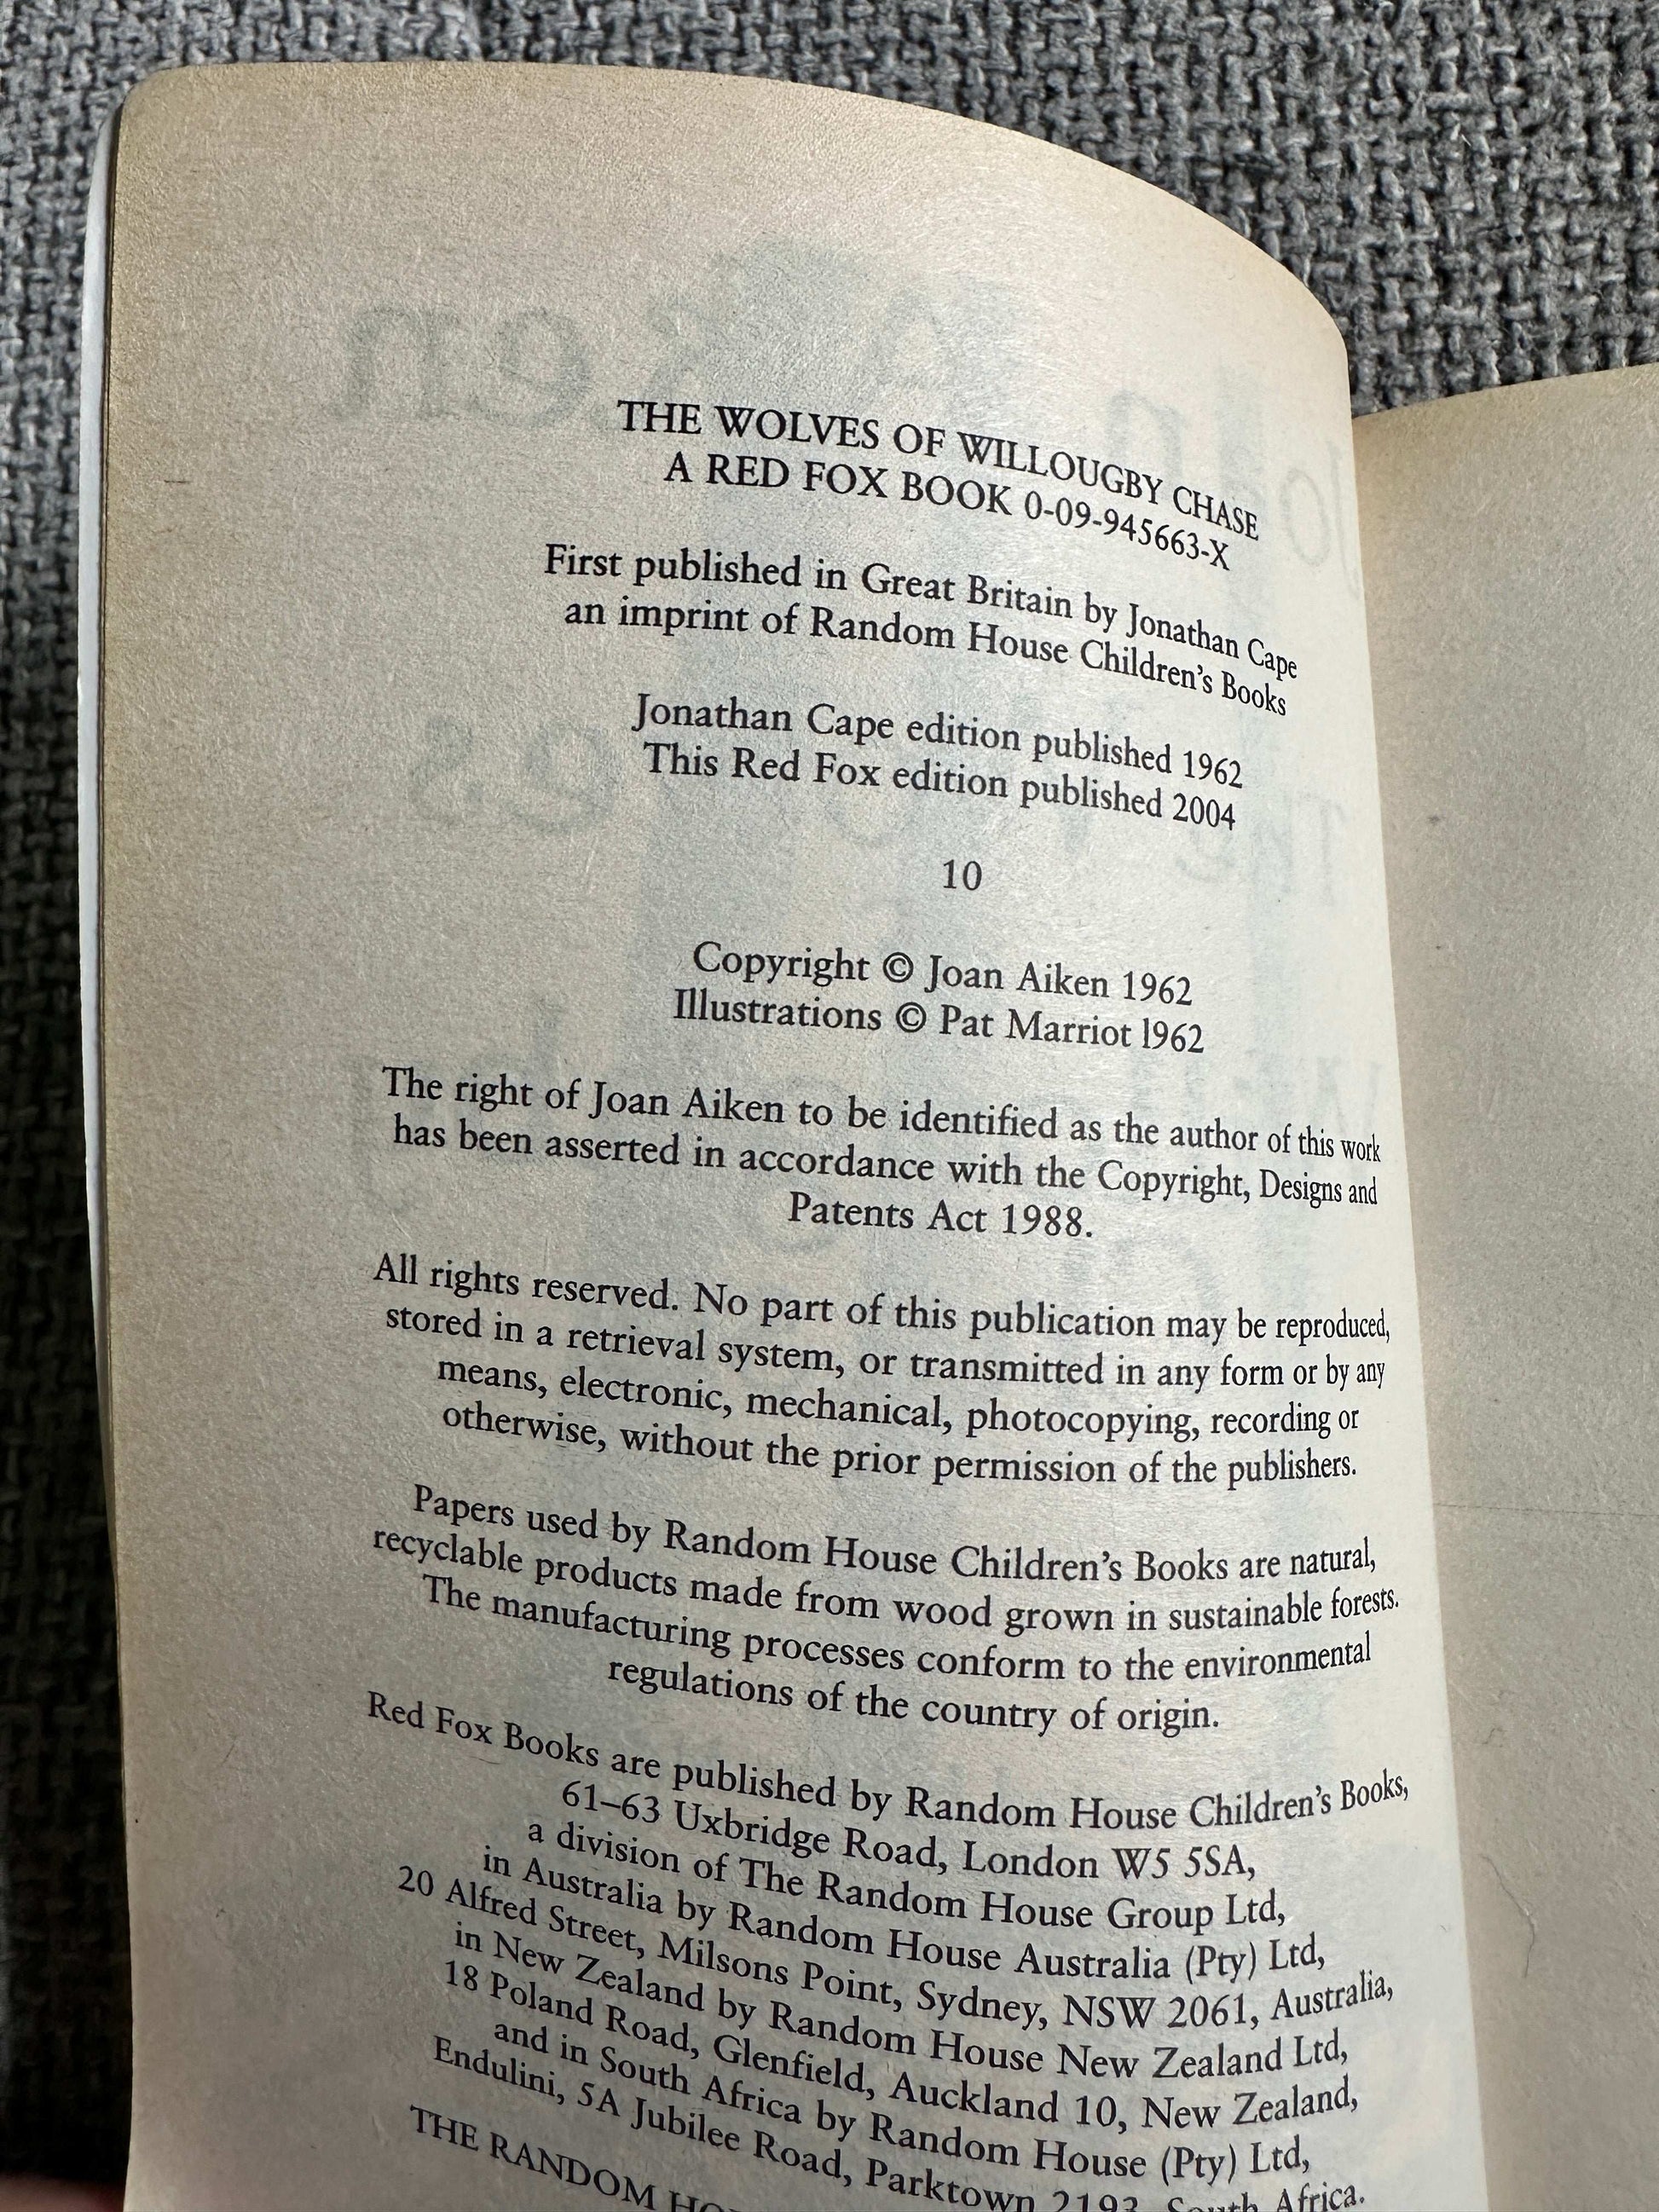 THE WOLVES OF WILLOUGBY CHASE
A RED FOX BOOK 0-09-945663-X
First published in Great Britain by Jonathan Cape
an imprint of Random House Children's Books
Jonathan Cape edition published 1962
This Red Fox edition published 2004
10
Copyright © Joan Aiken 1962
Illustrations © Pat Marriot l962
The right of Joan Aiken to be identified as the author of this work
has been asserted in accordance with the Copyright, Designs and
Patents Act 1988.
All rights reserved. No part of this publication may be reproduced,
stored in a retrieval system, or transmitted in any form or by any
means, electronic, mechanical, photocopying, recording or
otherwise, without the prior permission of the publishers.
Papers used by Random House Children's Books are natural,
recyclable products made from wood grown in sustainable forests.
The manufacturing processes conform to the environmental
regulations of the country of origin.
Red Fox Books are published by Random House Children's Books,
61–63 Uxbridge Road, London W5 5SA,
a division of The Random House Group Ltd,
in Australia by Random House Australia (Pty) Ltd,
20 Alfred Street, Milsons Point, Sydney, NSW 2061, Australia,
in New Zealand by Random House New Zealand Ltd,
18 Poland Road, Glenfield, Auckland 10, New Zealand,
and in South Africa by Random House (Pty) Ltd,
Endulini, 5A Jubilee Road, Parktown 2193, South Africa.
THE RANDOM